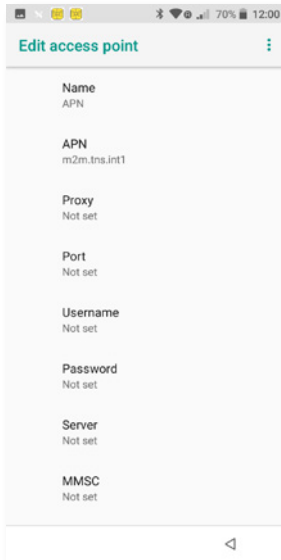 70% 12:00
Edit access point
Name
APN
APN
m2m.tns.int1
Proxy
Not set
Port
Not set
Username
Not set
Password
Not set
Server
Not set
MMSC
Not set